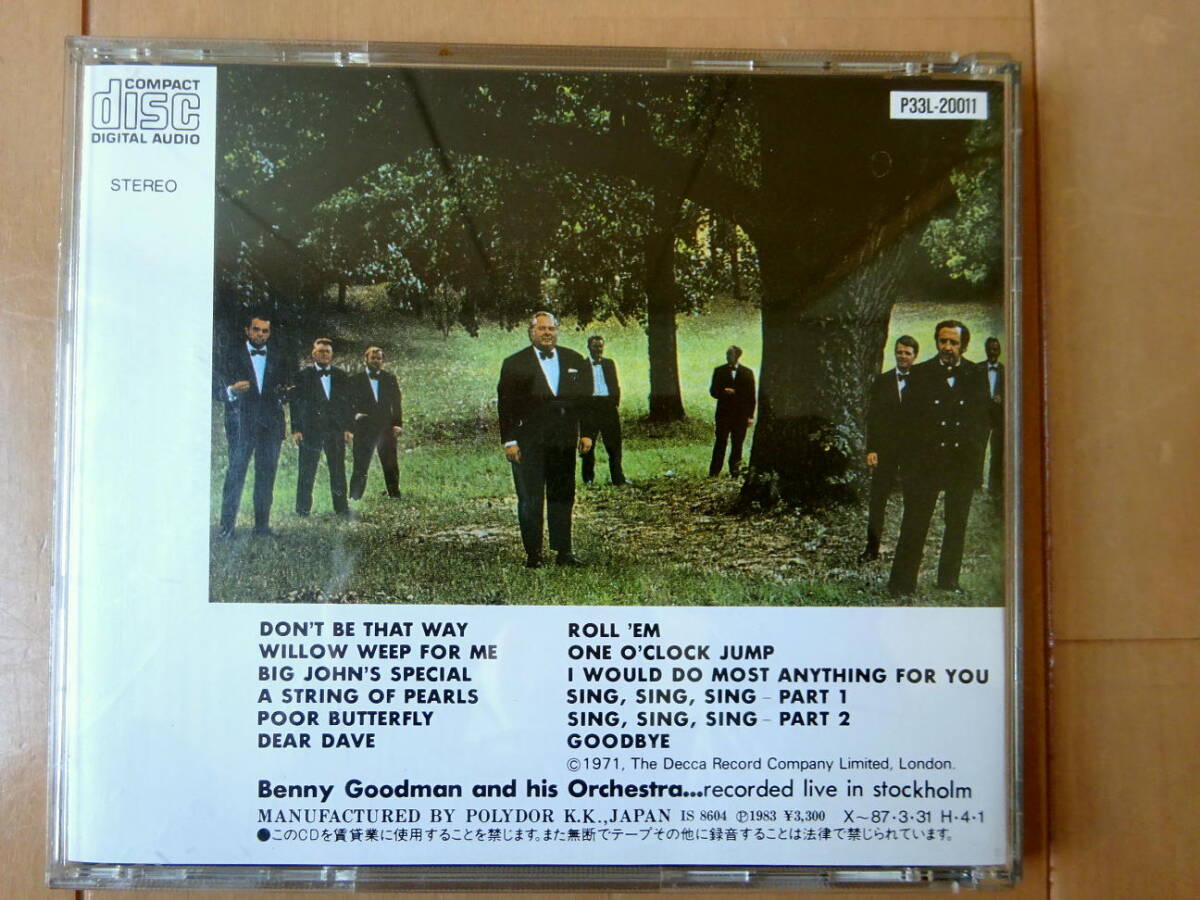 COMPACT
disc
DIGITAL AUDIO
STEREO
P33L-20011
DON'T BE THAT WAY
WILLOW WEEP FOR ME
BIG JOHN'S SPECIAL
A STRING OF PEARLS
POOR BUTTERFLY
DEAR DAVE
ROLL 'EM
ONE O'CLOCK JUMP
I WOULD DO MOST ANYTHING FOR YOU
SING, SING, SING – PART 1
SING, SING, SING – PART 2
GOODBYE
©1971, The Decca Record Company Limited, London.
Benny Goodman and his Orchestra...recorded live in stockholm
MANUFACTURED BY POLYDOR K.K., JAPAN IS 8604 ℗1983 ¥3,300 X~87·3·31 H·4·1
●このCDを賃貸業に使用することを禁じます。また無断でテープその他に録音することは法律で禁じられています。